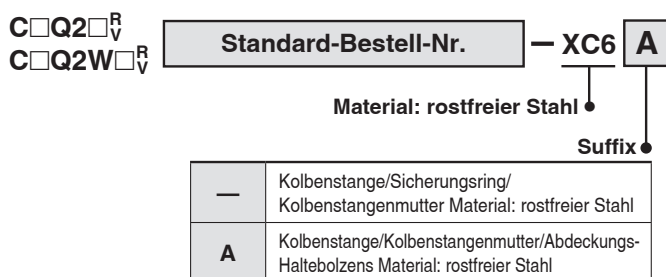 C□Q2□R/V
C□Q2W□R/V
Standard-Bestell-Nr. — XC6 A
Material: rostfreier Stahl
Suffix
— Kolbenstange/Sicherungsring/
Kolbenstangenmutter Material: rostfreier Stahl
A Kolbenstange/Kolbenstangenmutter/Abdeckungs-
Haltebolzens Material: rostfreier Stahl